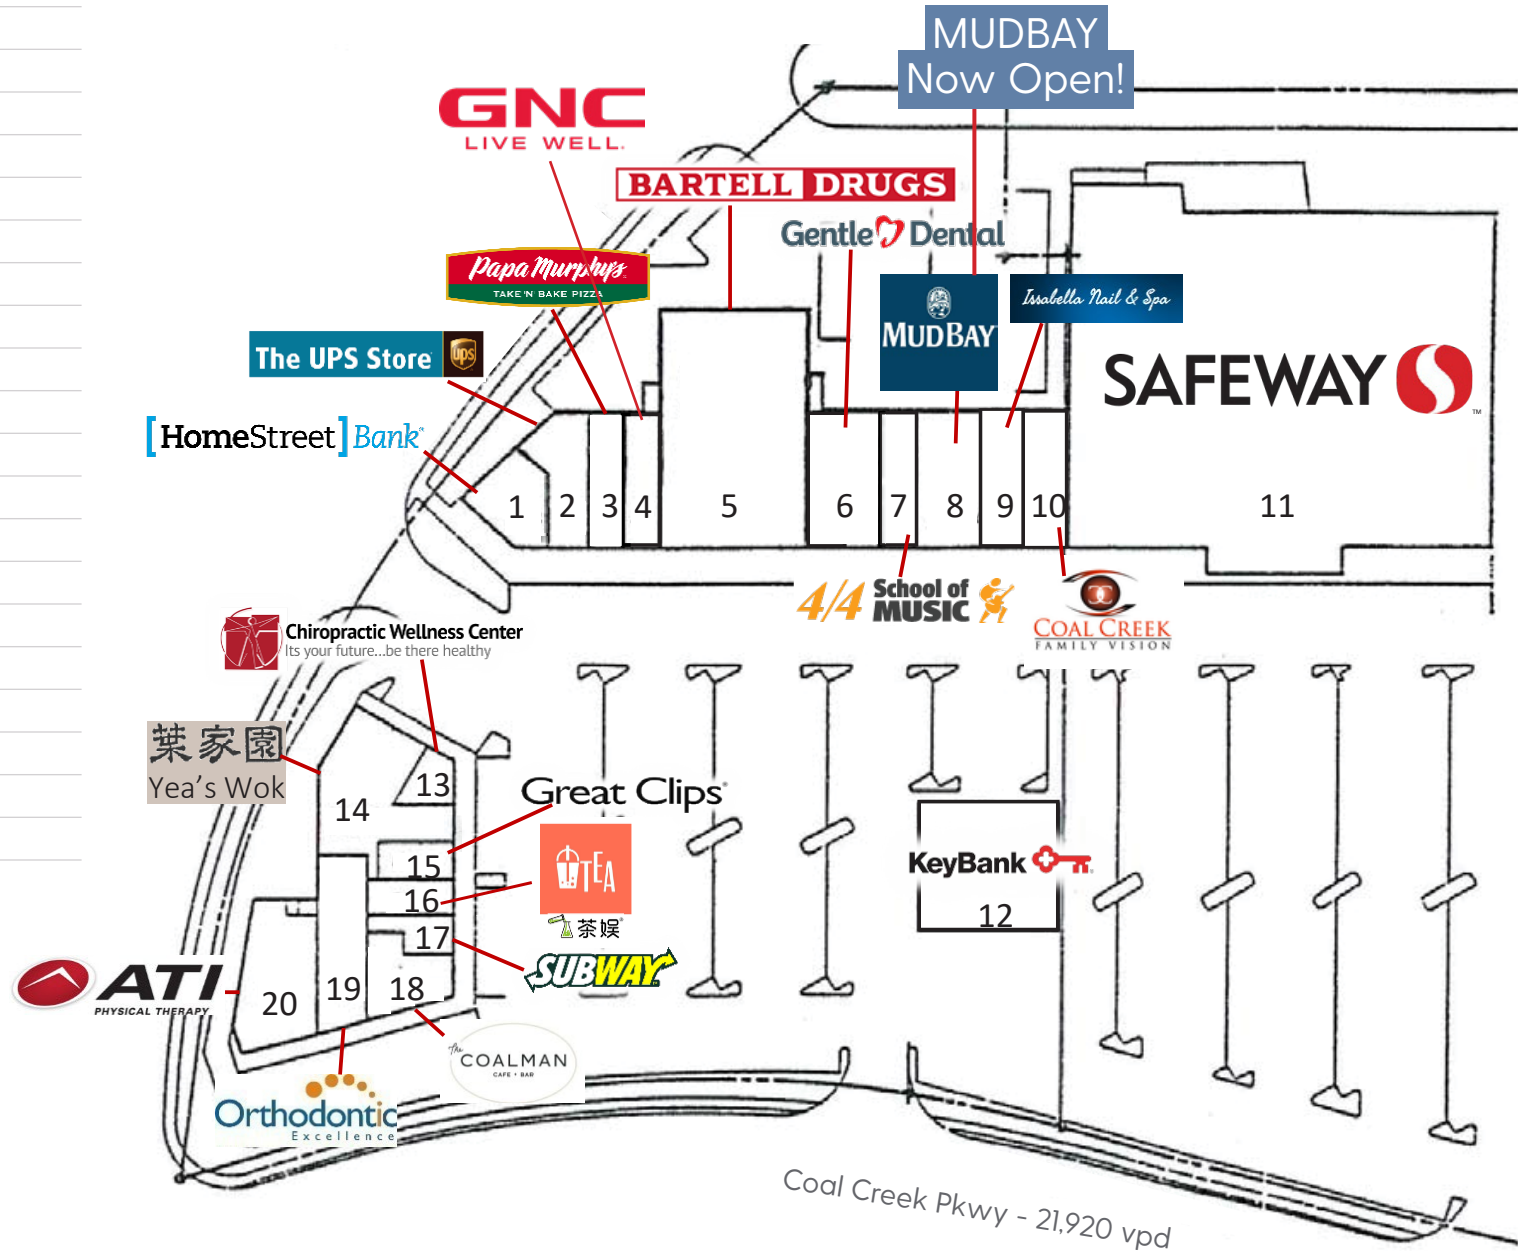 MUDBAY
Now Open!
GNC
LIVE WELL.
BARTELL DRUGS
Gentle Dental
Papa Murphy's
TAKE 'N' BAKE PIZZA
MUDBAY
Issabella Nail & Spa
The UPS Store
ups
SAFEWAY
TM
[HomeStreet] Bank
1
2
3
4
5
6
7
8
9
10
11
4/4 School of
MUSIC
COAL CREEK
FAMILY VISION
Chiropractic Wellness Center
Its your future...be there healthy
葉家園
Yea's Wok
13
14
Great Clips
15
TEA
茶娱
16
17
SUBWAY
KeyBank
12
ATI
PHYSICAL THERAPY
20
19
18
The
COALMAN
CAFE • BAR
Orthodontic
Excellence
Coal Creek Pkwy - 21,920 vpd